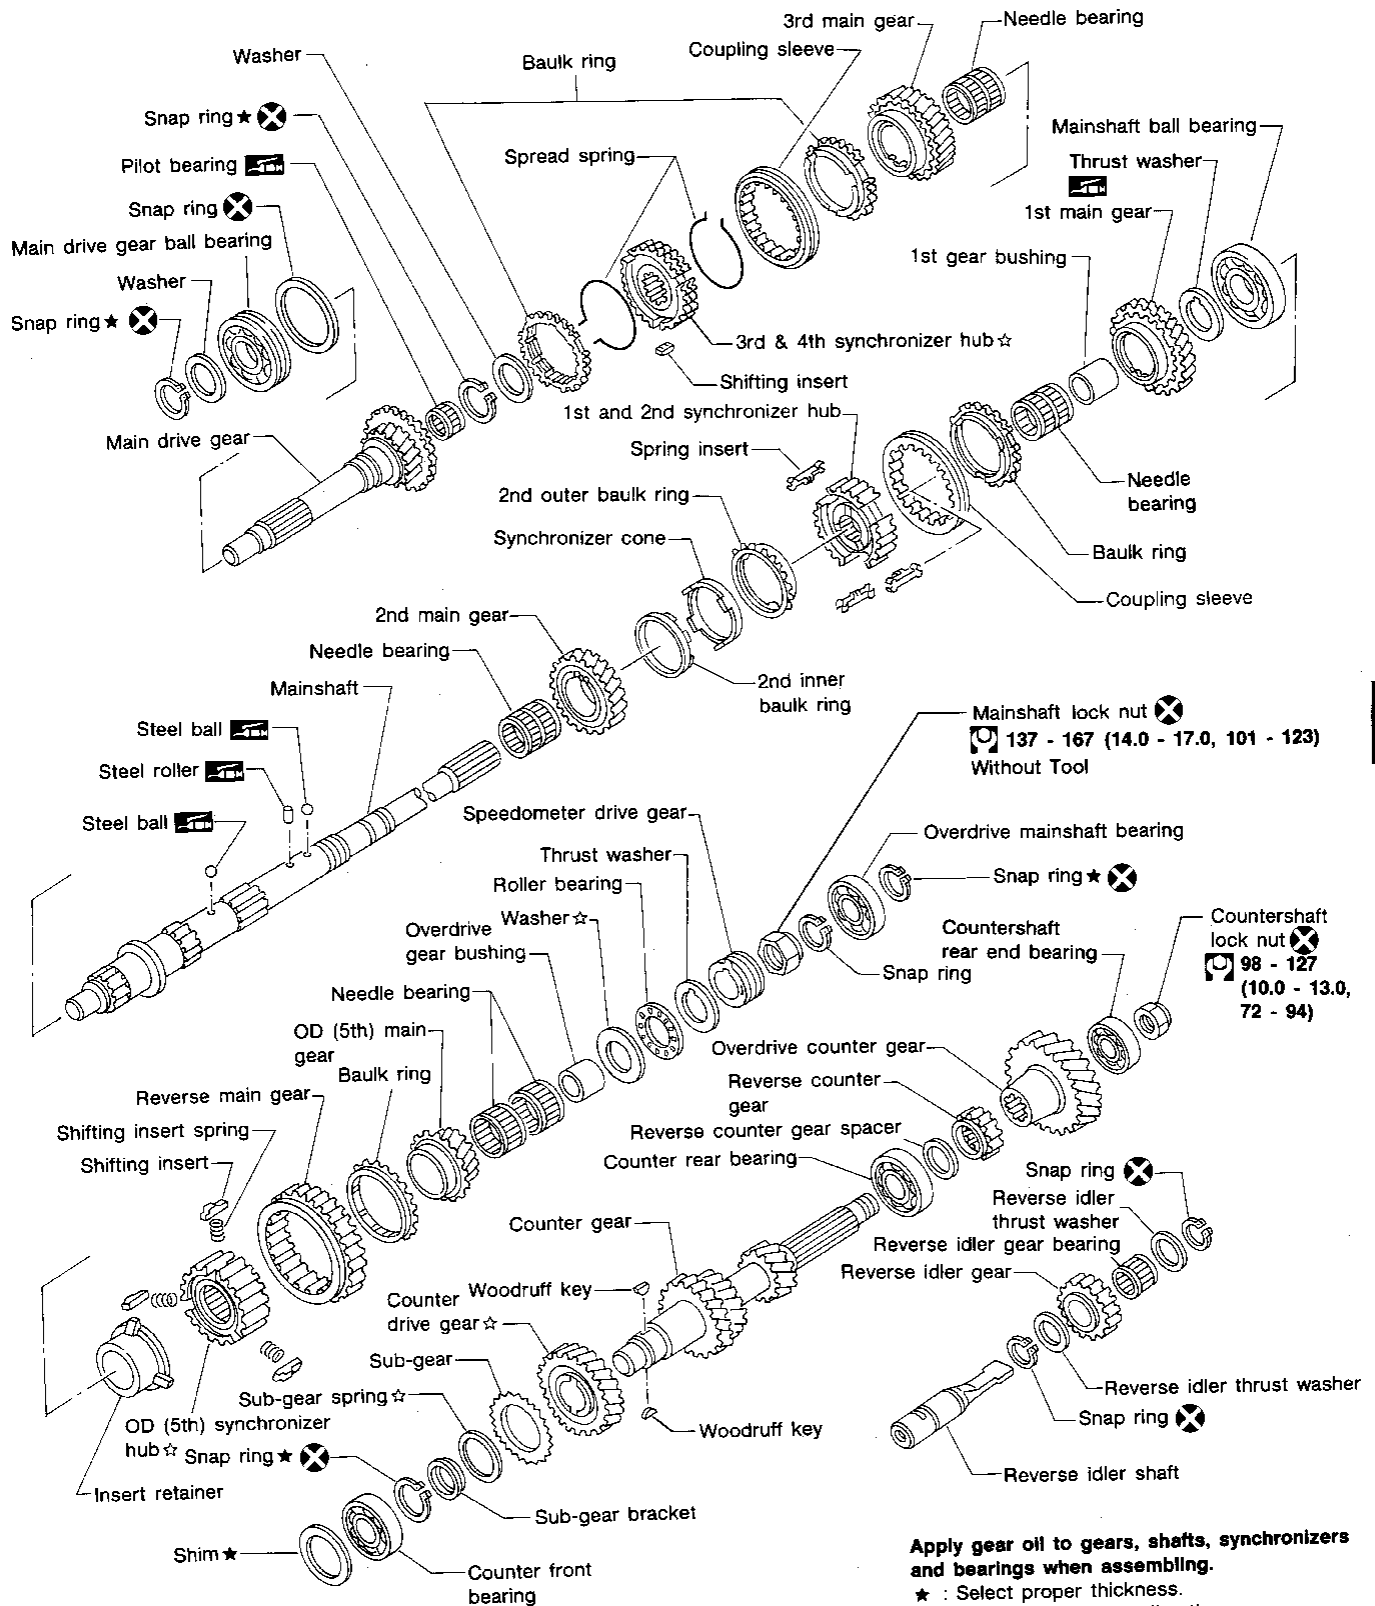 3rd main gear
Needle bearing
Coupling sleeve
Washer
Baulk ring
Snap ring★
Mainshaft ball bearing
Spread spring
Thrust washer
Pilot bearing
Snap ring
1st main gear
Main drive gear ball bearing
1st gear bushing
Washer
Snap ring★
3rd & 4th synchronizer hub☆
Shifting insert
1st and 2nd synchronizer hub
Main drive gear
Spring insert
Needle
bearing
2nd outer baulk ring
Synchronizer cone
Baulk ring
Coupling sleeve
2nd main gear
Needle bearing
2nd inner
baulk ring
Mainshaft
Mainshaft lock nut
137 - 167 (14.0 - 17.0, 101 - 123)
Without Tool
Steel ball
Steel roller
Steel ball
Speedometer drive gear
Overdrive mainshaft bearing
Thrust washer
Snap ring★
Roller bearing
Washer☆
Overdrive
gear bushing
Countershaft
rear end bearing
Countershaft
lock nut
98 - 127
(10.0 - 13.0,
72 - 94)
Snap ring
Needle bearing
OD (5th) main
gear
Overdrive counter gear
Baulk ring
Reverse counter
gear
Reverse main gear
Shifting insert spring
Reverse counter gear spacer
Shifting insert
Counter rear bearing
Snap ring
Reverse idler
thrust washer
Counter gear
Reverse idler gear bearing
Reverse idler gear
Woodruff key
Counter
drive gear☆
Sub-gear
Sub-gear spring☆
Reverse idler thrust washer
Snap ring
OD (5th) synchronizer
hub☆
Woodruff key
Snap ring★
Reverse idler shaft
Insert retainer
Sub-gear bracket
Shim★
Counter front
bearing
Apply gear oil to gears, shafts, synchronizers
and bearings when assembling.
★ : Select proper thickness.